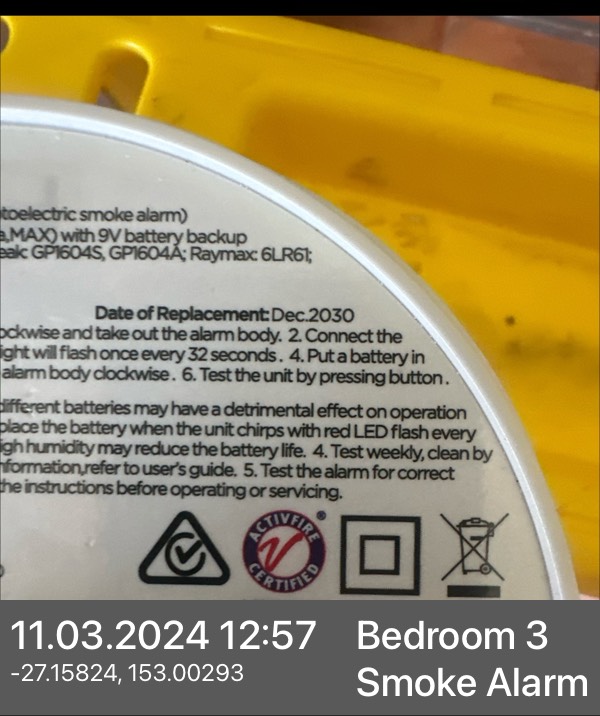 toelectric smoke alarm)
a,MAX) with 9V battery backup
eak: GP1604S, GP1604A; Raymax: 6LR61;
Date of Replacement: Dec.2030
ockwise and take out the alarm body. 2. Connect the
ight will flash once every 32 seconds. 4. Put a battery in
alarm body clockwise. 6. Test the unit by pressing button.
different batteries may have a detrimental effect on operation
place the battery when the unit chirps with red LED flash every
igh humidity may reduce the battery life. 4. Test weekly, clean by
nformation,refer to user's guide. 5. Test the alarm for correct
the instructions before operating or servicing.
ACTIVFIRE ®
CERTIFIED
11.03.2024 12:57
-27.15824, 153.00293
Bedroom 3
Smoke Alarm